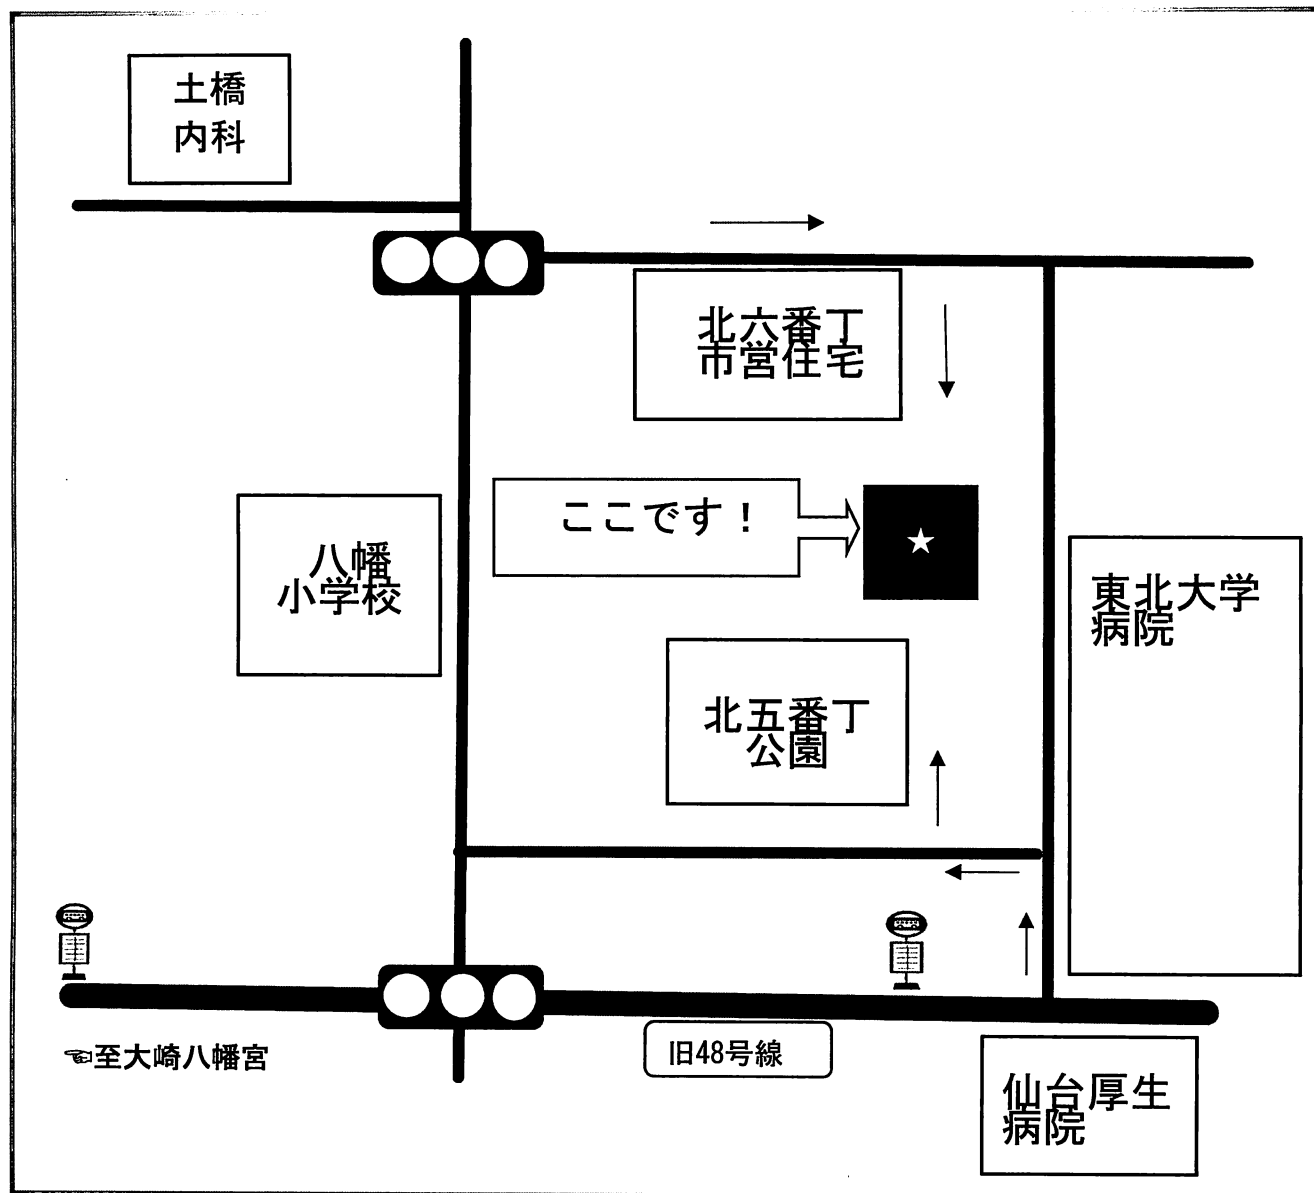 土橋
内科
北六番丁
市営住宅
ここです！
八幡
小学校
東北大学
病院
北五番丁
公園
☜至大崎八幡宮
旧48号線
仙台厚生
病院